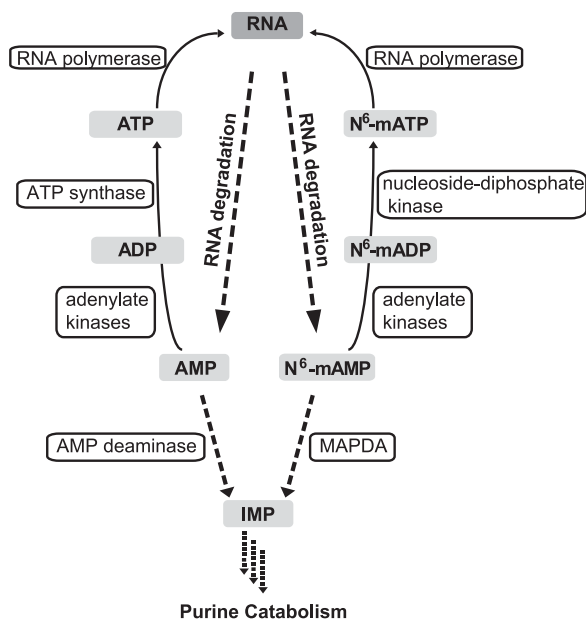 RNA
RNA polymerase
RNA polymerase
ATP
N⁶-mATP
RNA degradation
RNA degradation
ATP synthase
nucleoside-diphosphate
kinase
ADP
N⁶-mADP
adenylate
kinases
adenylate
kinases
AMP
N⁶-mAMP
AMP deaminase
MAPDA
IMP
Purine Catabolism